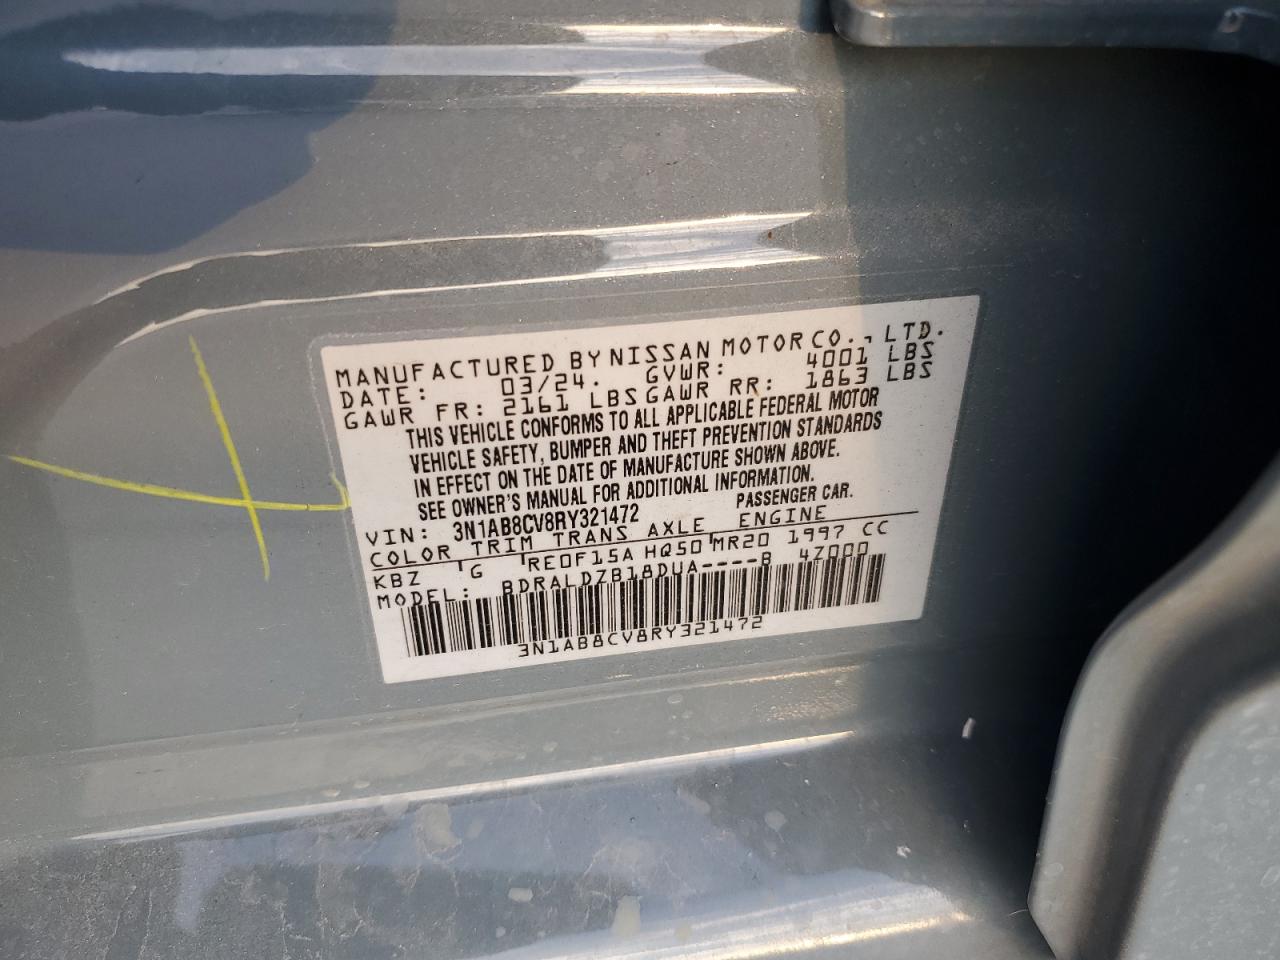 MANUFACTURED BY NISSAN MOTOR CO., LTD.
DATE: 03/24. GVWR: 4001 LBS
GAWR FR: 2161 LBS GAWR RR: 1863 LBS
THIS VEHICLE CONFORMS TO ALL APPLICABLE FEDERAL MOTOR
VEHICLE SAFETY, BUMPER AND THEFT PREVENTION STANDARDS
IN EFFECT ON THE DATE OF MANUFACTURE SHOWN ABOVE.
SEE OWNER'S MANUAL FOR ADDITIONAL INFORMATION.
VIN: 3N1AB8CV8RY321472 PASSENGER CAR.
COLOR TRIM TRANS AXLE ENGINE
KBZ G RE0F15A HQ50 MR20 1997 CC
MODEL: BDRALDZB18DUA----B 4Z000
3N1AB8CV8RY321472